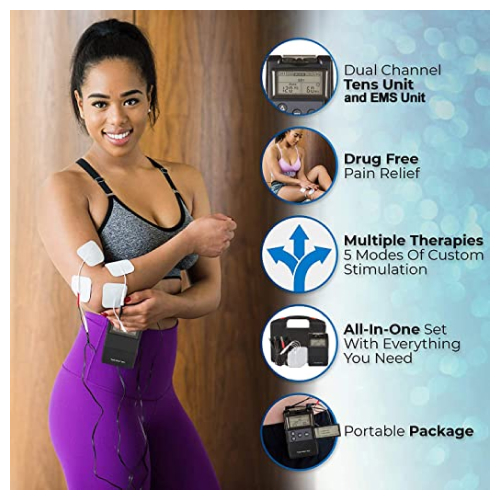 Dual Channel
Tens Unit
and EMS Unit
Drug Free
Pain Relief
Multiple Therapies
5 Modes Of Custom
Stimulation
All-In-One Set
With Everything
You Need
Portable Package